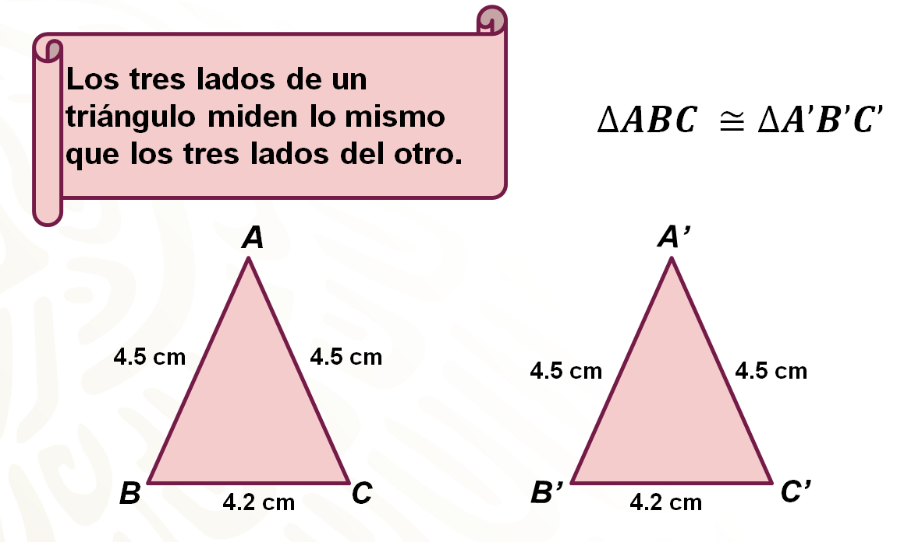 Los tres lados de un
triángulo miden lo mismo
que los tres lados del otro.
ΔABC ≅ ΔA'B'C'
A
4.5 cm
4.5 cm
B
4.2 cm
C
A’
4.5 cm
4.5 cm
B’
4.2 cm
C’